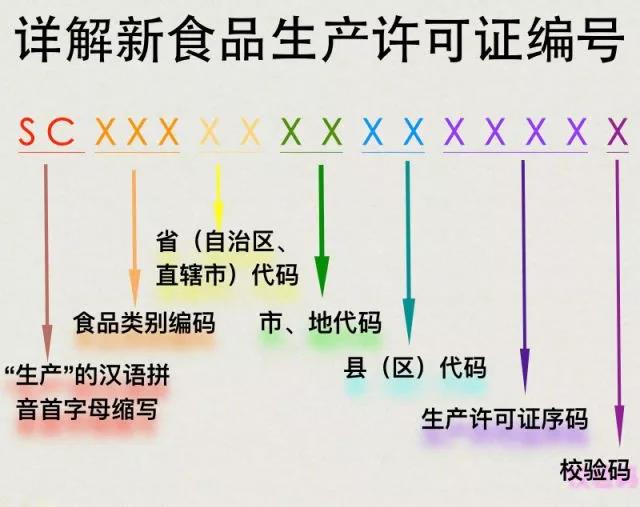 详解新食品生产许可证编号
SC XXX XX XX XX XXXX X
省（自治区、
直辖市）代码
食品类别编码
市、地代码
县（区）代码
“生产”的汉语拼
音首字母缩写
生产许可证序码
校验码